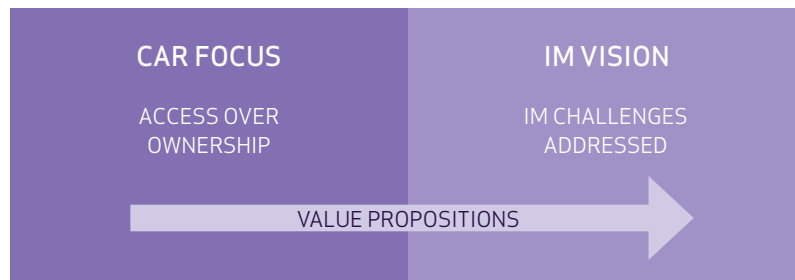 CAR FOCUS
ACCESS OVER
OWNERSHIP
IM VISION
IM CHALLENGES
ADDRESSED
VALUE PROPOSITIONS